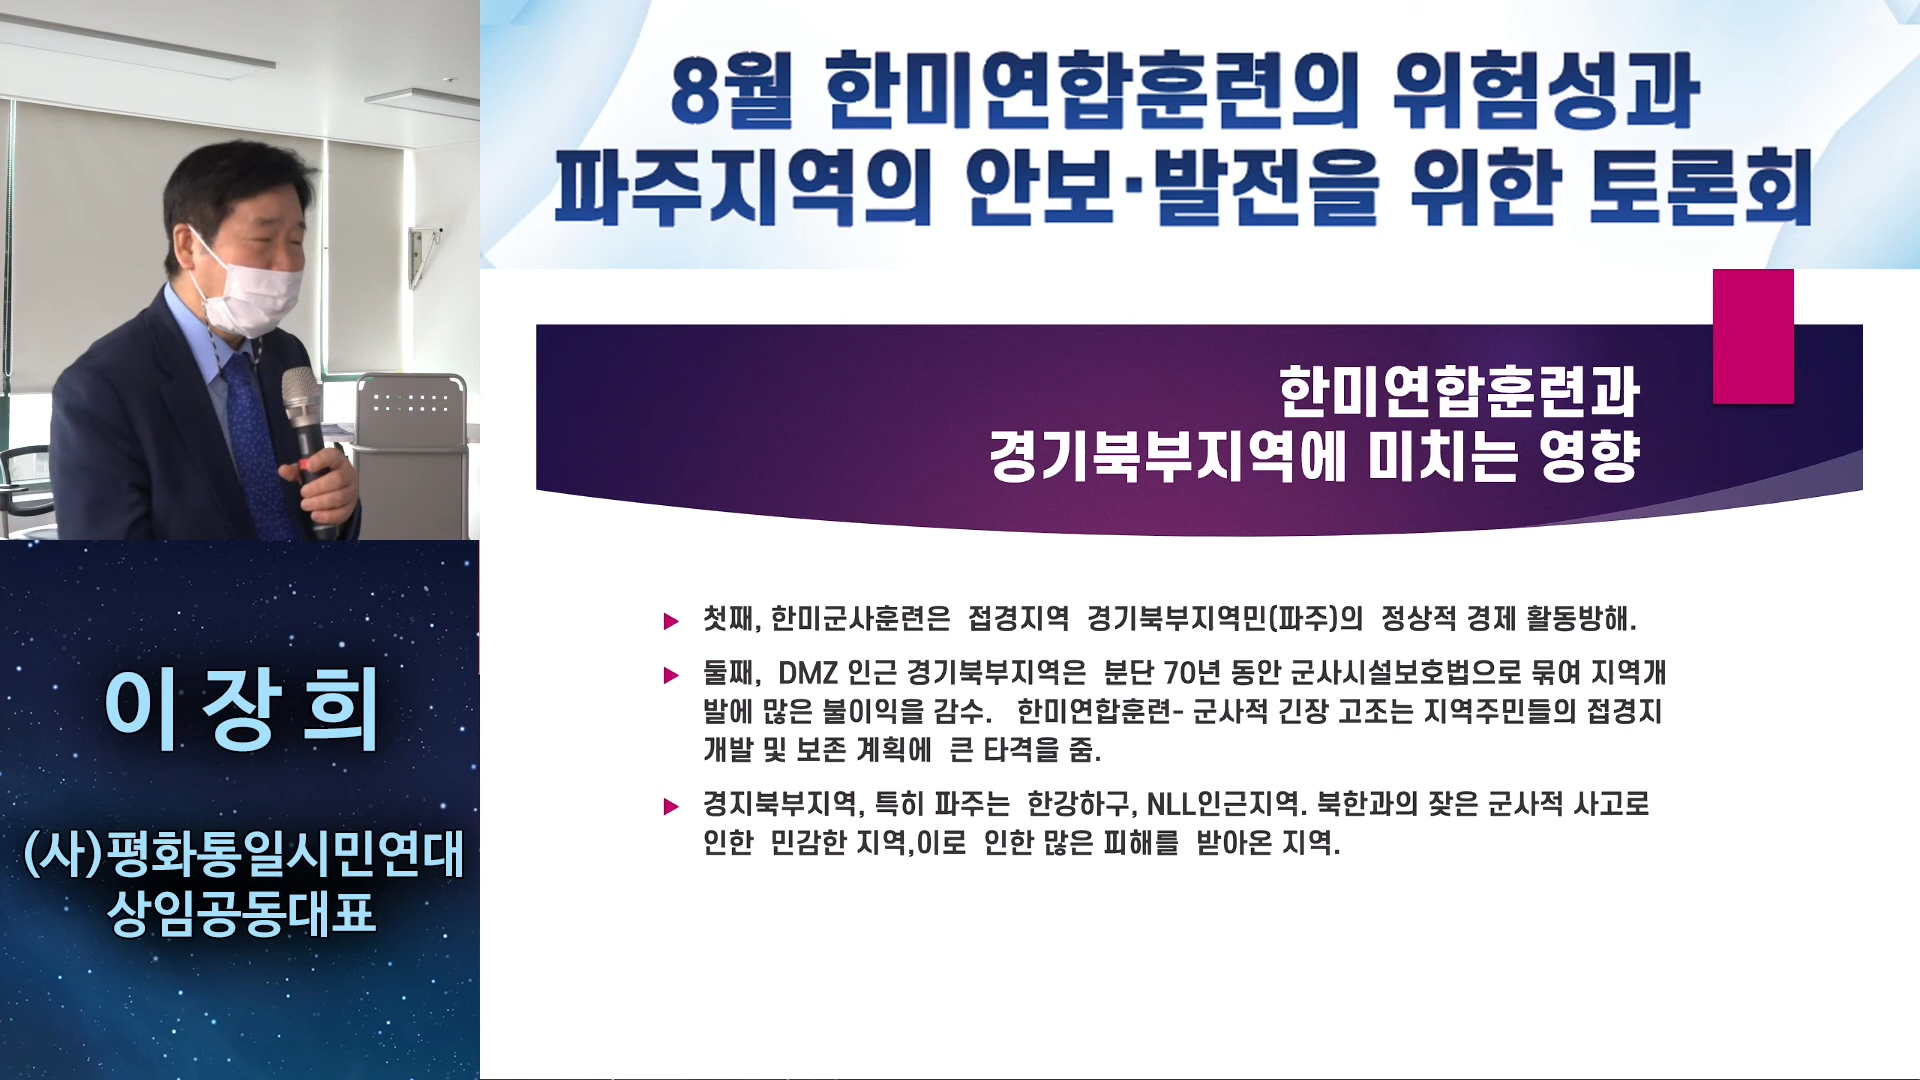 8월 한미연합훈련의 위험성과
파주지역의 안보·발전을 위한 토론회
한미연합훈련과
경기북부지역에 미치는 영향
첫째, 한미군사훈련은 접경지역 경기북부지역민(파주)의 정상적 경제 활동방해.
둘째, DMZ 인근 경기북부지역은 분단 70년 동안 군사시설보호법으로 묶여 지역개
발에 많은 불이익을 감수. 한미연합훈련- 군사적 긴장 고조는 지역주민들의 접경지
개발 및 보존 계획에 큰 타격을 줌.
경지북부지역, 특히 파주는 한강하구, NLL인근지역. 북한과의 잦은 군사적 사고로
인한 민감한 지역,이로 인한 많은 피해를 받아온 지역.
이장희
(사)평화통일시민연대
상임공동대표